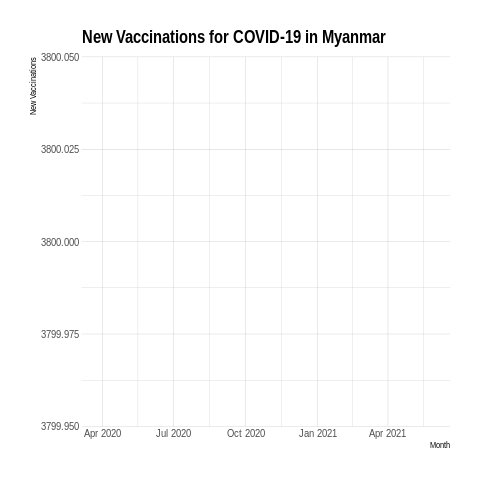 New Vaccinations for COVID-19 in Myanmar
New Vaccinations
3800.050
3800.025
3800.000
3799.975
3799.950
Apr 2020 Jul 2020 Oct 2020 Jan 2021 Apr 2021
Month